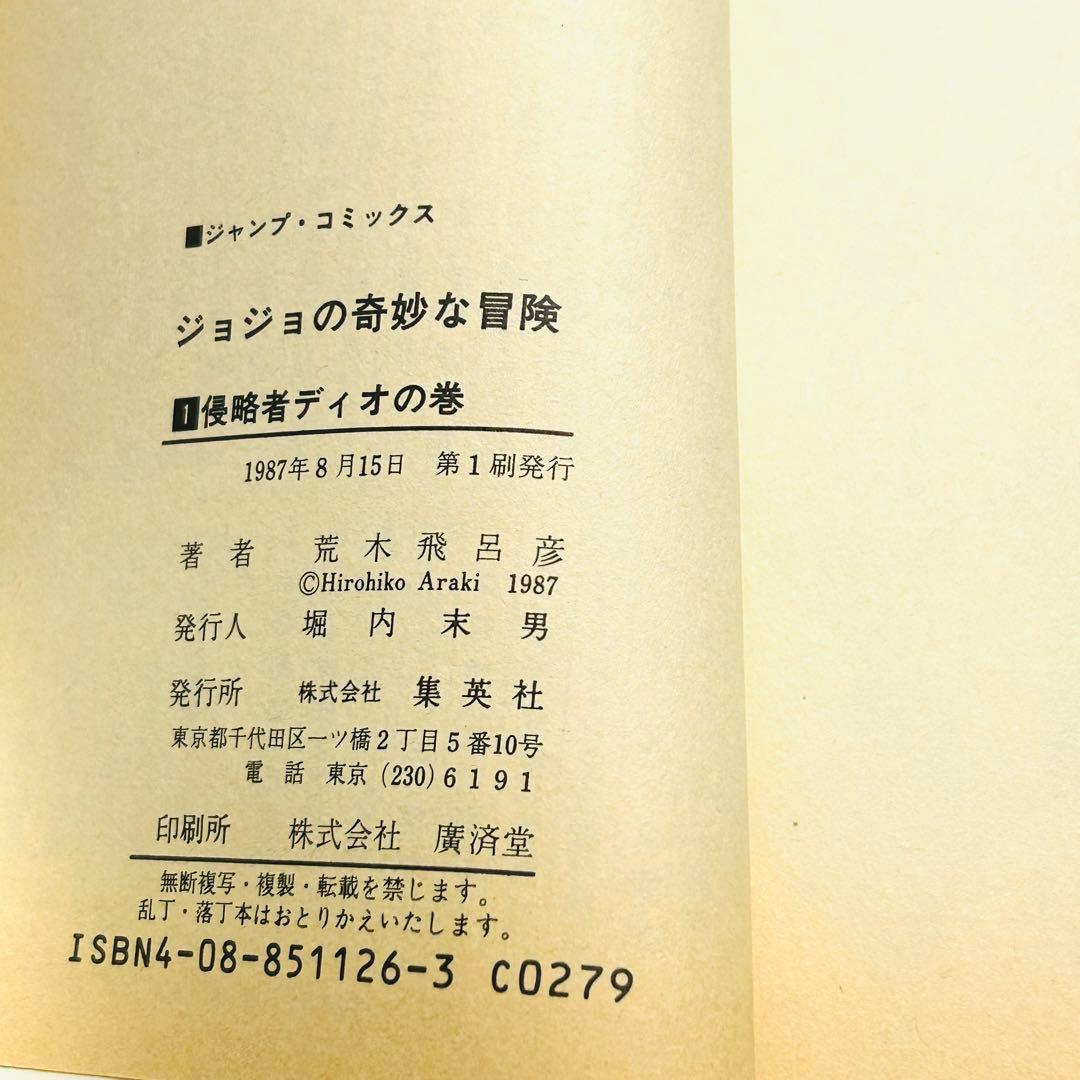 ■ジャンプ・コミックス
ジョジョの奇妙な冒険
1侵略者ディオの巻
1987年8月15日 第1刷発行
著者 荒木飛呂彦
©Hirohiko Araki 1987
発行人 堀内末男
発行所 株式会社 集英社
東京都千代田区一ツ橋2丁目5番10号
電話 東京(230)6191
印刷所 株式会社 廣済堂
無断複写・複製・転載を禁じます。
乱丁・落丁本はおとりかえいたします。
ISBN4-08-851126-3 C0279